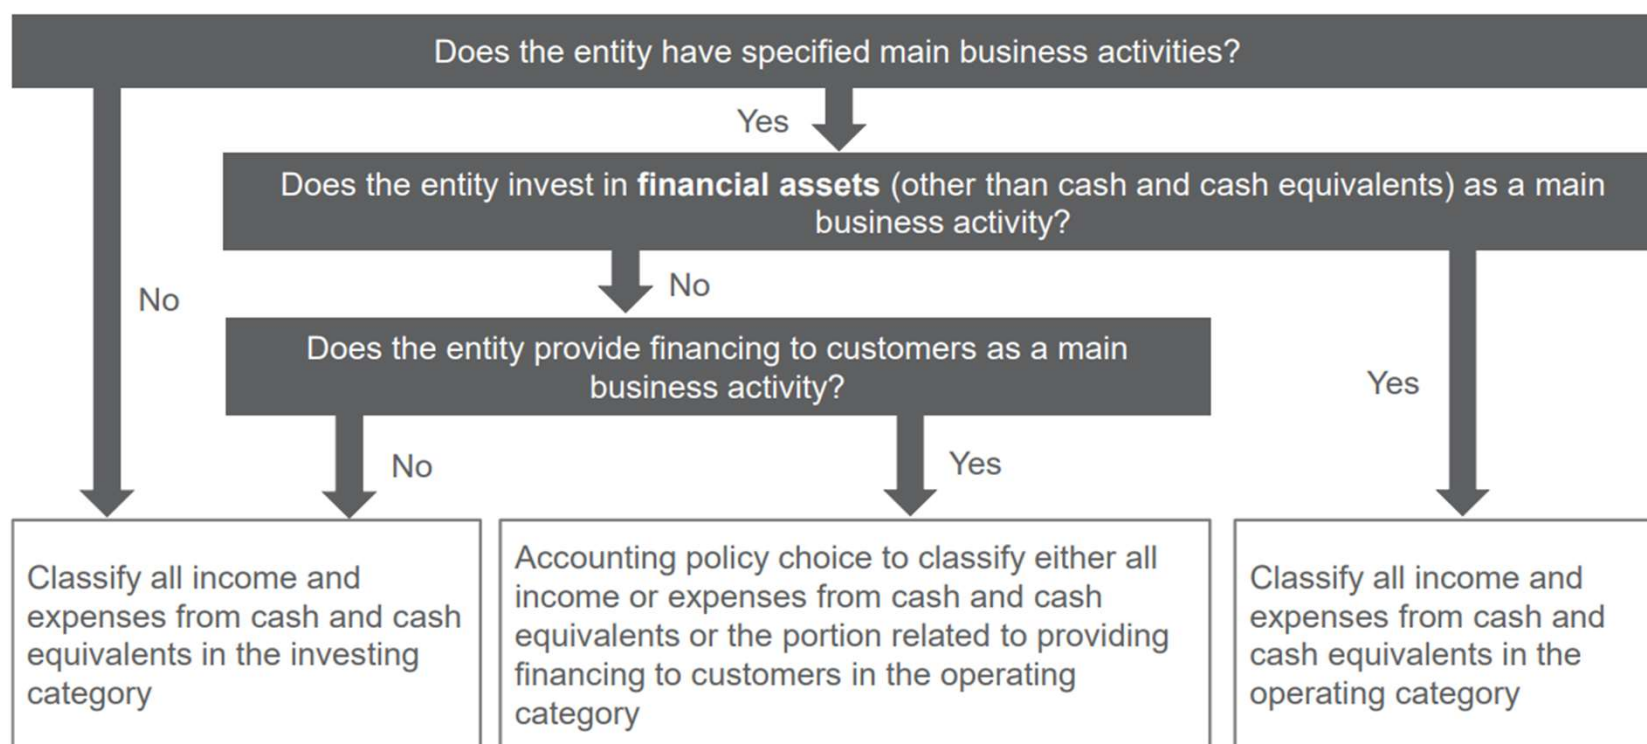 Does the entity have specified main business activities?
Yes
Does the entity invest in financial assets (other than cash and cash equivalents) as a main
business activity?
No
No
Does the entity provide financing to customers as a main
business activity?
Yes
No
Yes
Classify all income and
expenses from cash and cash
equivalents in the investing
category
Accounting policy choice to classify either all
income or expenses from cash and cash
equivalents or the portion related to providing
financing to customers in the operating
category
Classify all income and
expenses from cash and
cash equivalents in the
operating category